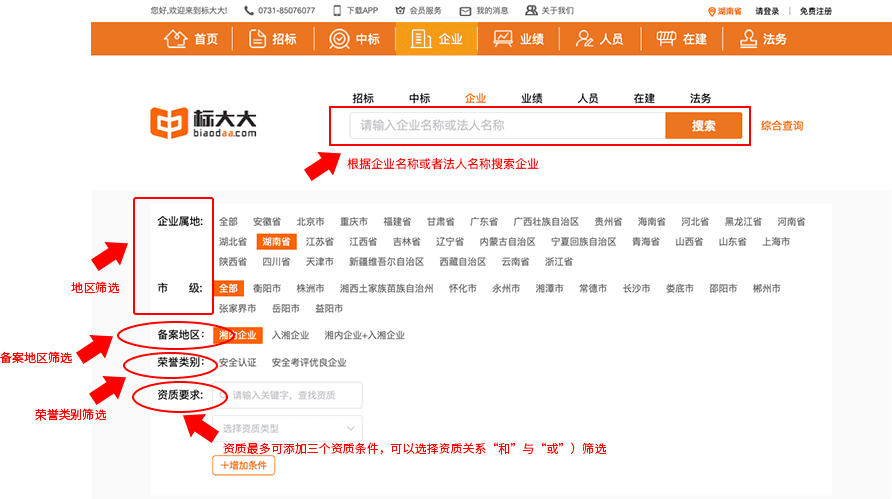 您好,欢迎来到标大大! 0731-85076077 下载APP 会员服务 我的消息 关于我们 湖南省 请登录 | 免费注册
首页 招标 中标 企业 业绩 人员 在建 法务
招标 中标 企业 业绩 人员 在建 法务
标大大 biaodaa.com
请输入企业名称或法人名称 搜索 综合查询
根据企业名称或者法人名称搜索企业
企业属地: 全部 安徽省 北京市 重庆市 福建省 甘肃省 广东省 广西壮族自治区 贵州省 海南省 河北省 黑龙江省 河南省
湖北省 湖南省 江苏省 江西省 吉林省 辽宁省 内蒙古自治区 宁夏回族自治区 青海省 山西省 山东省 上海市
陕西省 四川省 天津市 新疆维吾尔自治区 西藏自治区 云南省 浙江省
地区筛选
市 级: 全部 衡阳市 株洲市 湘西土家族苗族自治州 怀化市 永州市 湘潭市 常德市 长沙市 娄底市 邵阳市 郴州市
张家界市 岳阳市 益阳市
备案地区: 湘内企业 入湘企业 湘内企业+入湘企业
备案地区筛选
荣誉类别: 安全认证 安全考评优良企业
荣誉类别筛选
资质要求: 请输入关键字，查找资质
选择资质类型
资质最多可添加三个资质条件，可以选择资质关系“和”与“或”）筛选
+增加条件